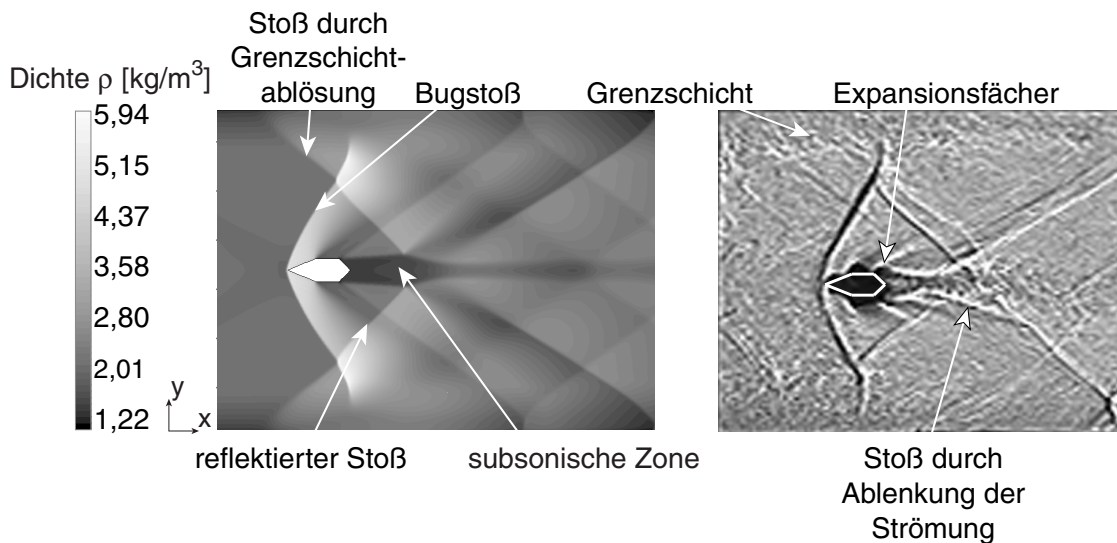 Stoß durch
Grenzschicht-
ablösung
Bugstoß
Grenzschicht
Expansionsfächer
Dichte ρ [kg/m³]
5,94
5,15
4,37
3,58
2,80
2,01
1,22
y
x
reflektierter Stoß
subsonische Zone
Stoß durch
Ablenkung der
Strömung